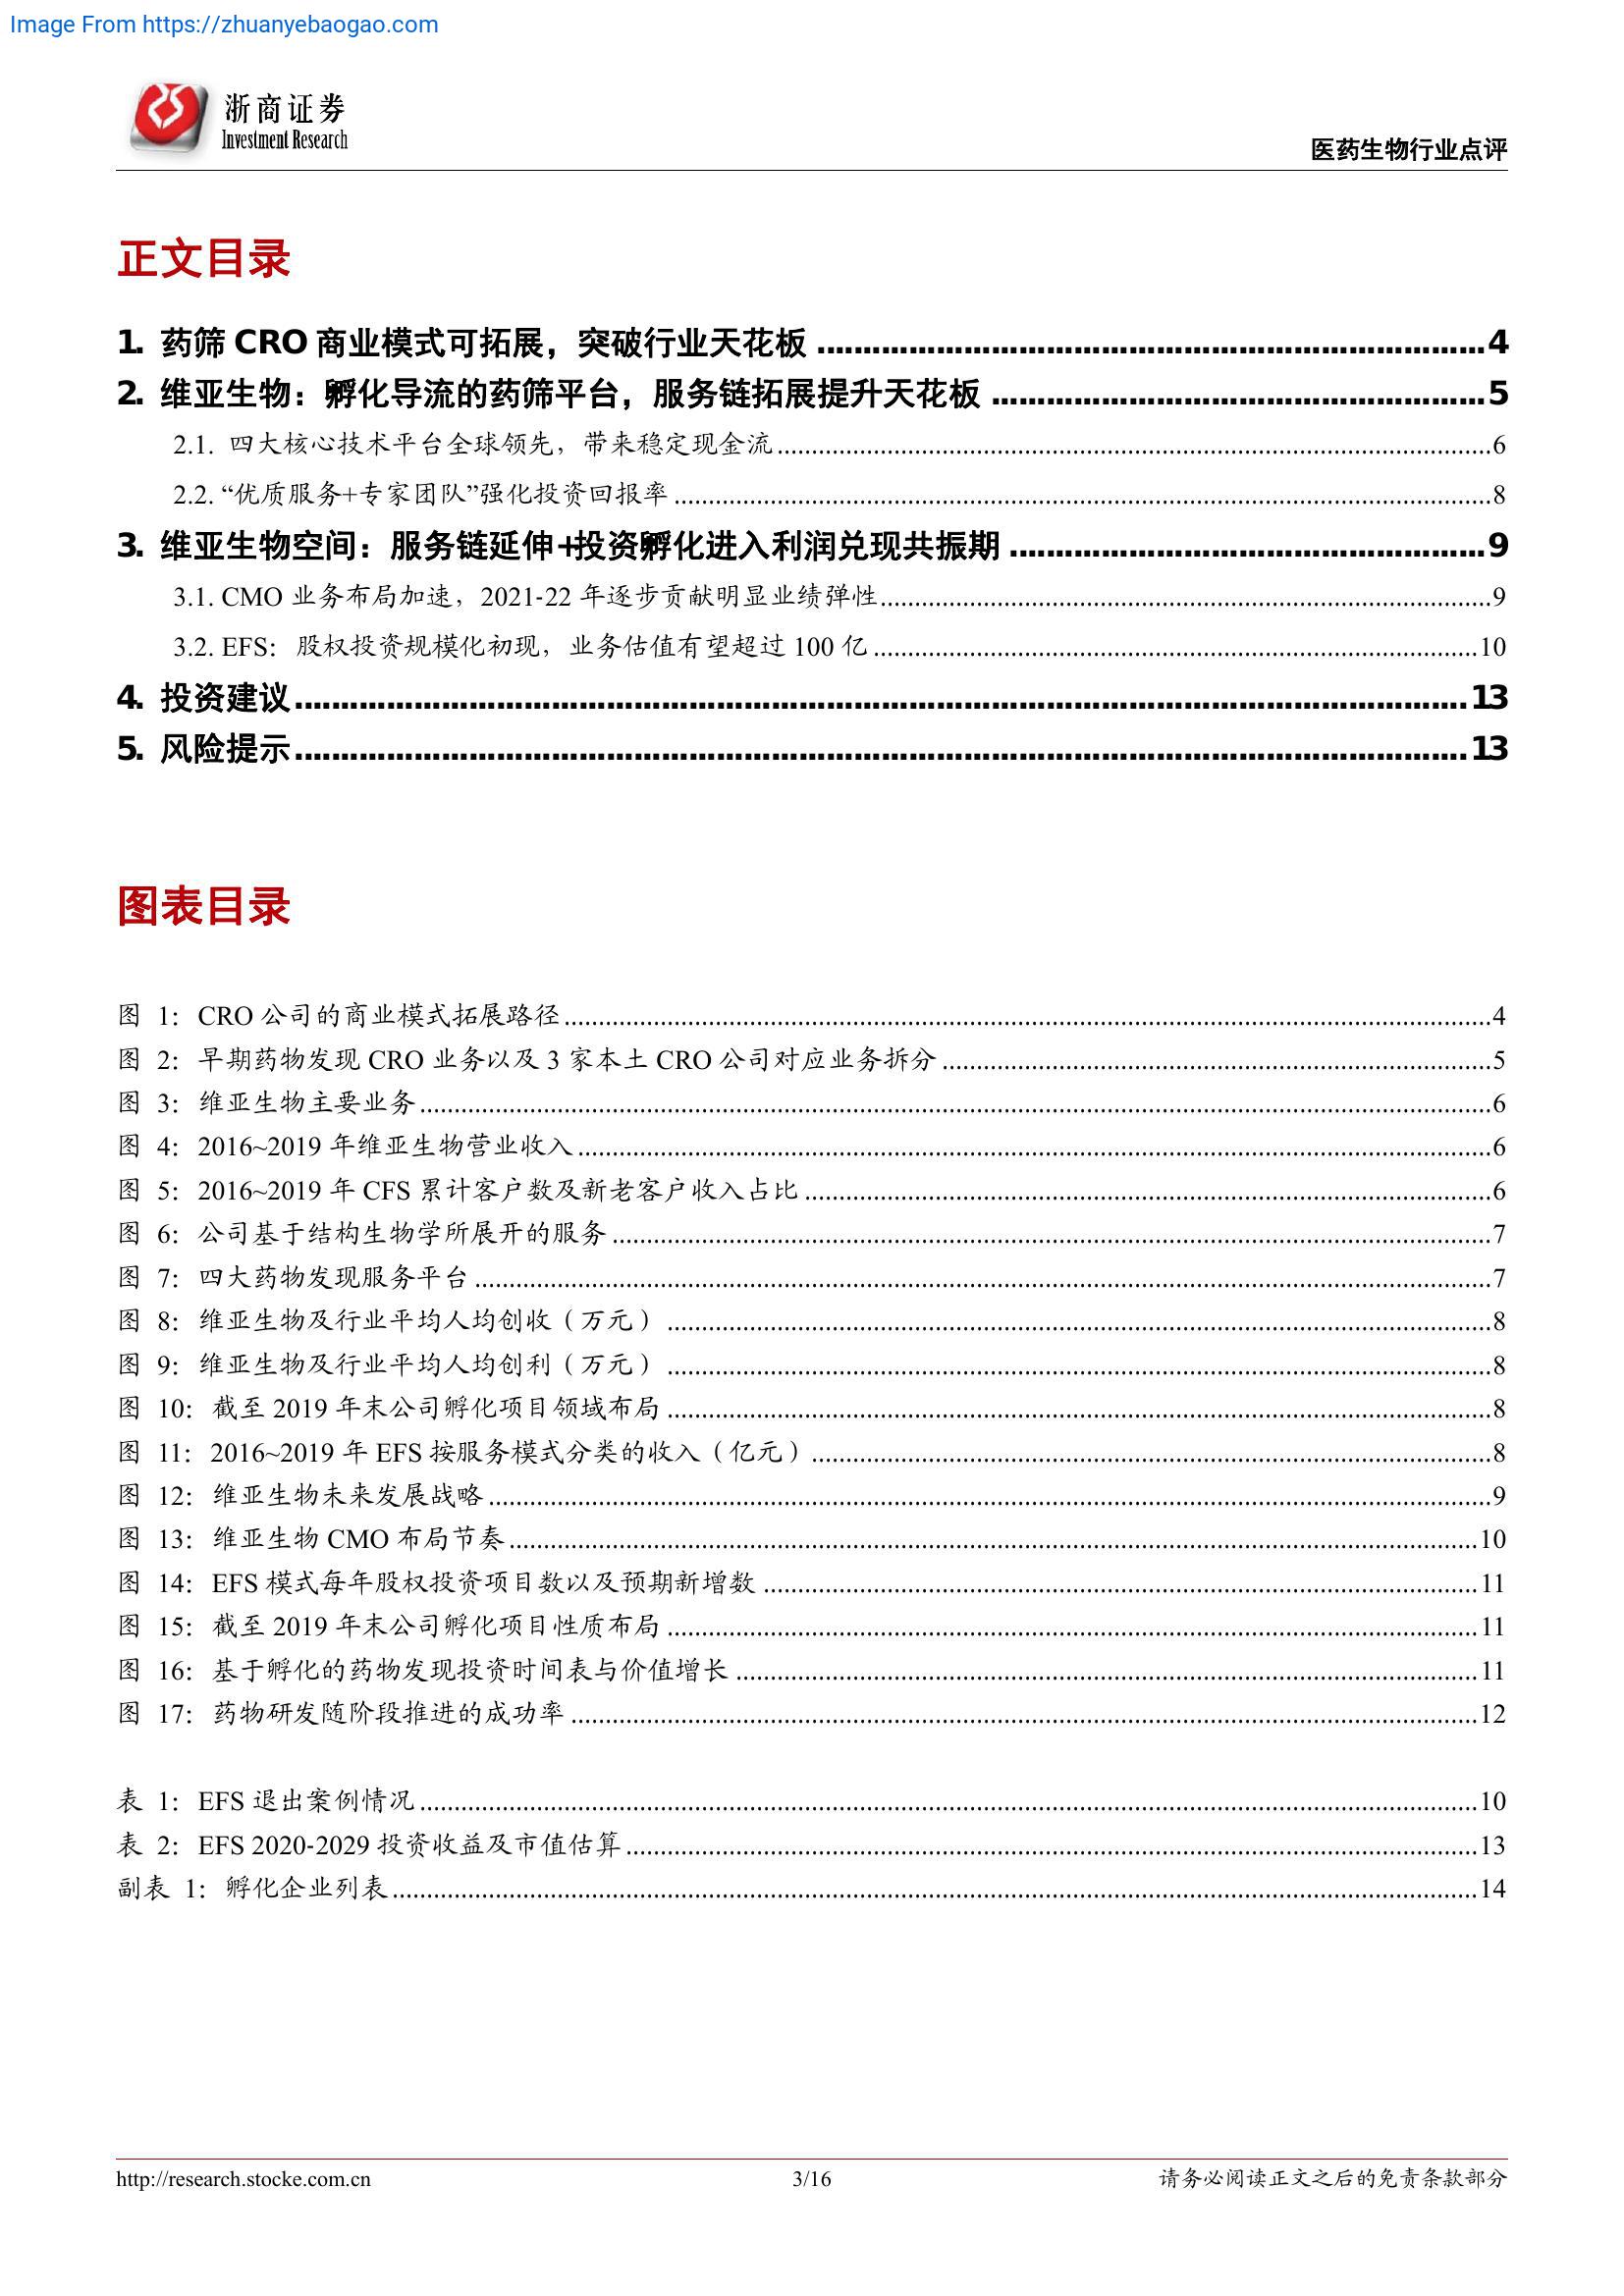 Image From https://zhuanyebaogao.com
浙商证券
Investment Research
医药生物行业点评
正文目录
1. 药筛 CRO 商业模式可拓展，突破行业天花板 ........................................ 4
2. 维亚生物：孵化导流的药筛平台，服务链拓展提升天花板 ........................................ 5
2.1. 四大核心技术平台全球领先，带来稳定现金流 ........................................ 6
2.2. “优质服务+专家团队”强化投资回报率 ........................................ 8
3. 维亚生物空间：服务链延伸+投资孵化进入利润兑现共振期 ........................................ 9
3.1. CMO 业务布局加速，2021-22 年逐步贡献明显业绩弹性 ........................................ 9
3.2. EFS：股权投资规模化初现，业务估值有望超过 100 亿 ........................................ 10
4. 投资建议 ........................................ 13
5. 风险提示 ........................................ 13
图表目录
图 1：CRO 公司的商业模式拓展路径 ........................................ 4
图 2：早期药物发现 CRO 业务以及 3 家本土 CRO 公司对应业务拆分 ........................................ 5
图 3：维亚生物主要业务 ........................................ 6
图 4：2016~2019 年维亚生物营业收入 ........................................ 6
图 5：2016~2019 年 CFS 累计客户数及新老客户收入占比 ........................................ 6
图 6：公司基于结构生物学所展开的服务 ........................................ 7
图 7：四大药物发现服务平台 ........................................ 7
图 8：维亚生物及行业平均人均创收（万元） ........................................ 8
图 9：维亚生物及行业平均人均创利（万元） ........................................ 8
图 10：截至 2019 年末公司孵化项目领域布局 ........................................ 8
图 11：2016~2019 年 EFS 按服务模式分类的收入（亿元） ........................................ 8
图 12：维亚生物未来发展战略 ........................................ 9
图 13：维亚生物 CMO 布局节奏 ........................................ 10
图 14：EFS 模式每年股权投资项目数以及预期新增数 ........................................ 11
图 15：截至 2019 年末公司孵化项目性质布局 ........................................ 11
图 16：基于孵化的药物发现投资时间表与价值增长 ........................................ 11
图 17：药物研发随阶段推进的成功率 ........................................ 12
表 1：EFS 退出案例情况 ........................................ 10
表 2：EFS 2020-2029 投资收益及市值估算 ........................................ 13
副表 1：孵化企业列表 ........................................ 14
http://research.stocke.com.cn
3/16
请务必阅读正文之后的免责条款部分